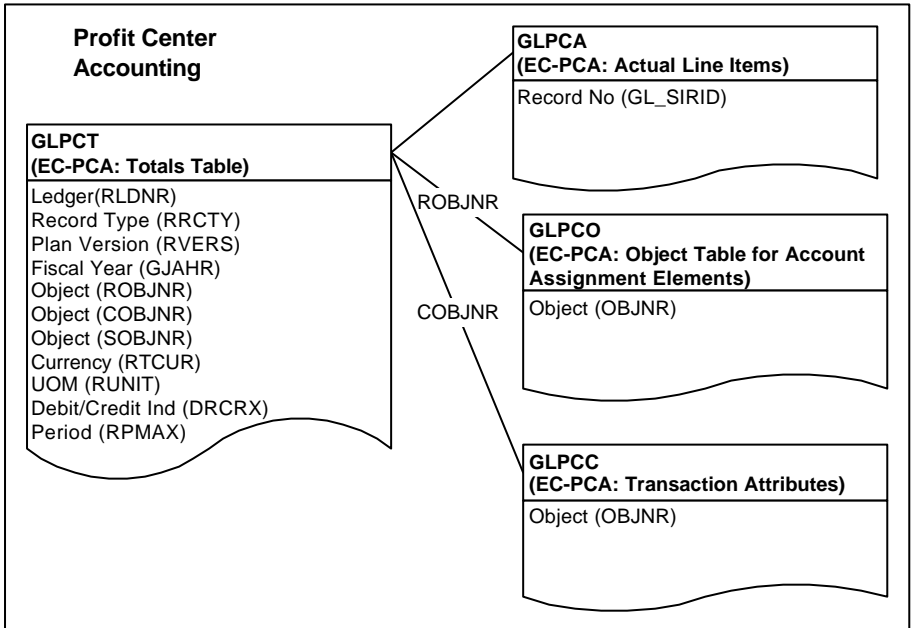 Profit Center
Accounting
GLPCT
(EC-PCA: Totals Table)
Ledger(RLDNR)
Record Type (RRCTY)
Plan Version (RVERS)
Fiscal Year (GJAHR)
Object (ROBJNR)
Object (COBJNR)
Object (SOBJNR)
Currency (RTCUR)
UOM (RUNIT)
Debit/Credit Ind (DRCRX)
Period (RPMAX)
ROBJNR
COBJNR
GLPCA
(EC-PCA: Actual Line Items)
Record No (GL_SIRID)
GLPCO
(EC-PCA: Object Table for Account
Assignment Elements)
Object (OBJNR)
GLPCC
(EC-PCA: Transaction Attributes)
Object (OBJNR)